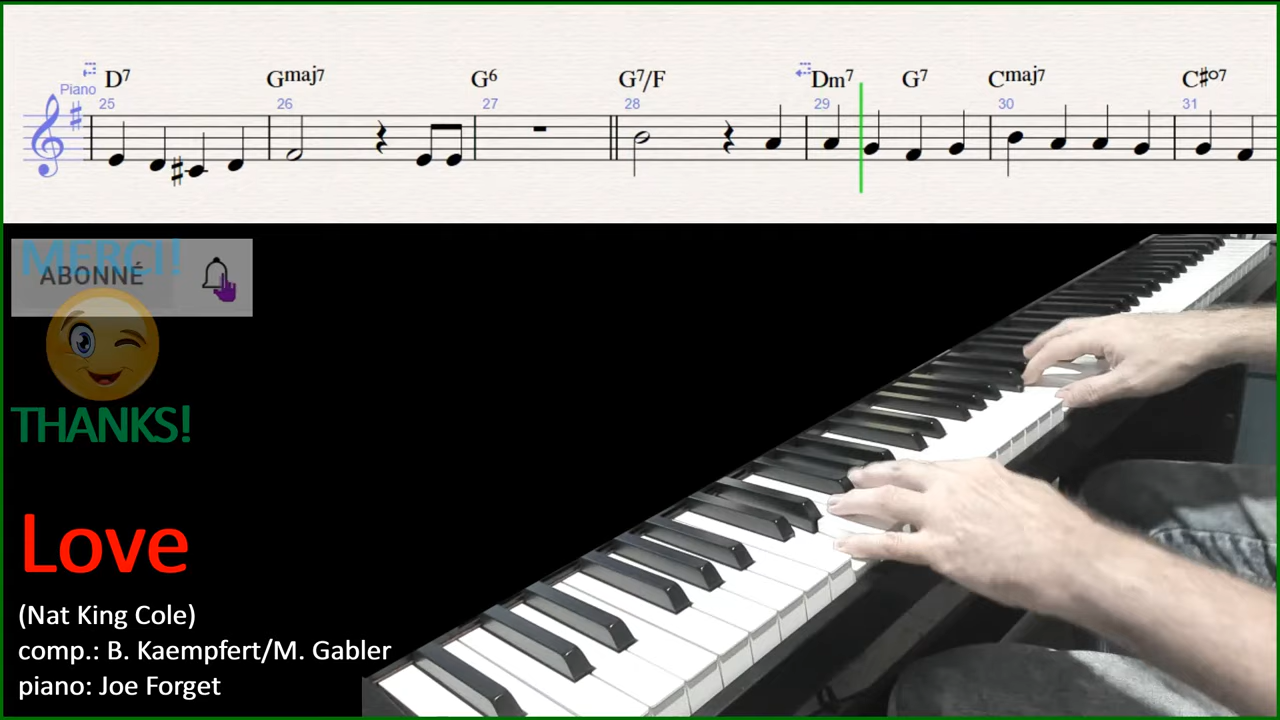 D7 Gmaj7 G6 G7/F Dm7 G7 Cmaj7 C#o7
Piano 25 26 27 28 29 30 31
MERCI!
ABONNÉ
THANKS!
Love
(Nat King Cole)
comp.: B. Kaempfert/M. Gabler
piano: Joe Forget